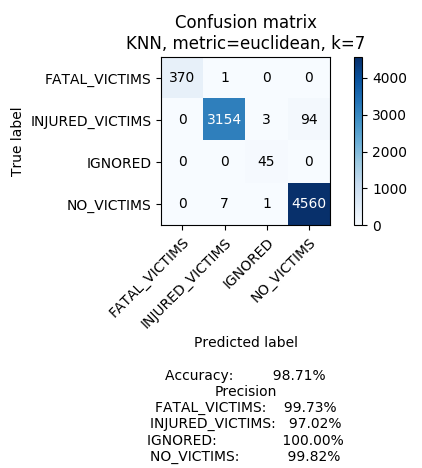 Confusion matrix
KNN, metric=euclidean, k=7
True label
FATAL_VICTIMS 370 1 0 0
INJURED_VICTIMS 0 3154 3 94
IGNORED 0 0 45 0
NO_VICTIMS 0 7 1 4560
4000
3000
2000
1000
0
FATAL_VICTIMS
INJURED_VICTIMS
IGNORED
NO_VICTIMS
Predicted label
Accuracy: 98.71%
Precision
FATAL_VICTIMS: 99.73%
INJURED_VICTIMS: 97.02%
IGNORED: 100.00%
NO_VICTIMS: 99.82%